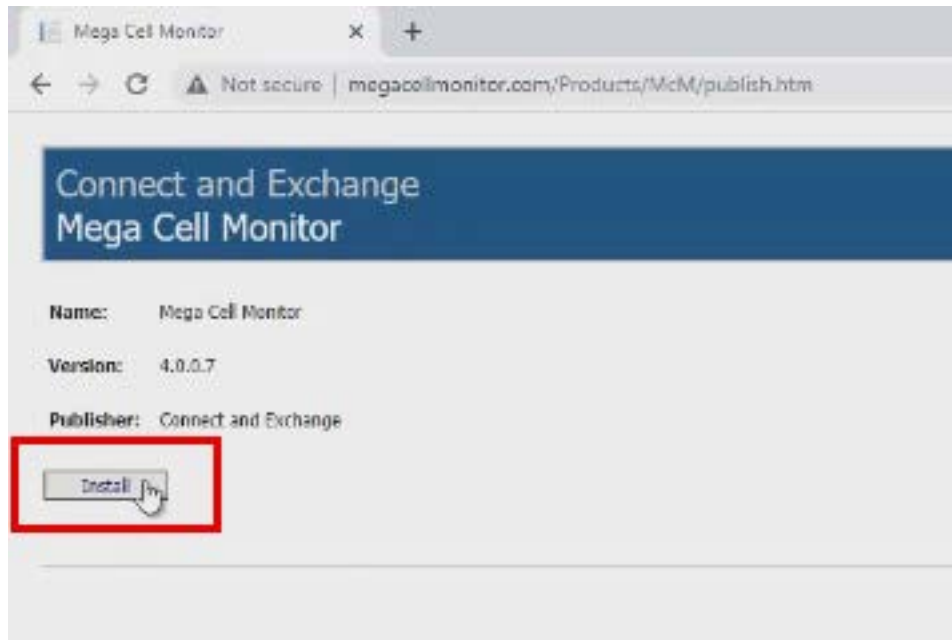 Mega Cell Monitor
Not secure | megacellmonitor.com/Products/McM/publish.htm
Connect and Exchange
Mega Cell Monitor
Name: Mega Cell Monitor
Version: 4.0.0.7
Publisher: Connect and Exchange
Install